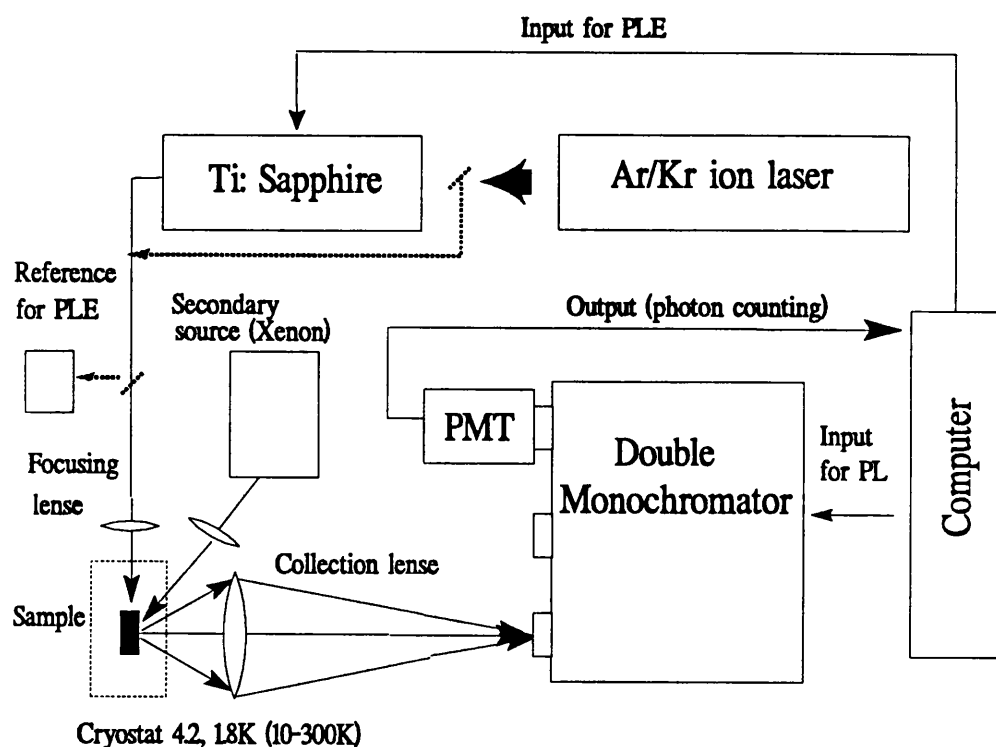 Input for PLE
Ti: Sapphire
Ar/Kr ion laser
Reference
for PLE
Secondary
source (Xenon)
Output (photon counting)
PMT
Double
Monochromator
Input
for PL
Computer
Focusing
lense
Collection lense
Sample
Cryostat 4.2, 1.8K (10-300K)